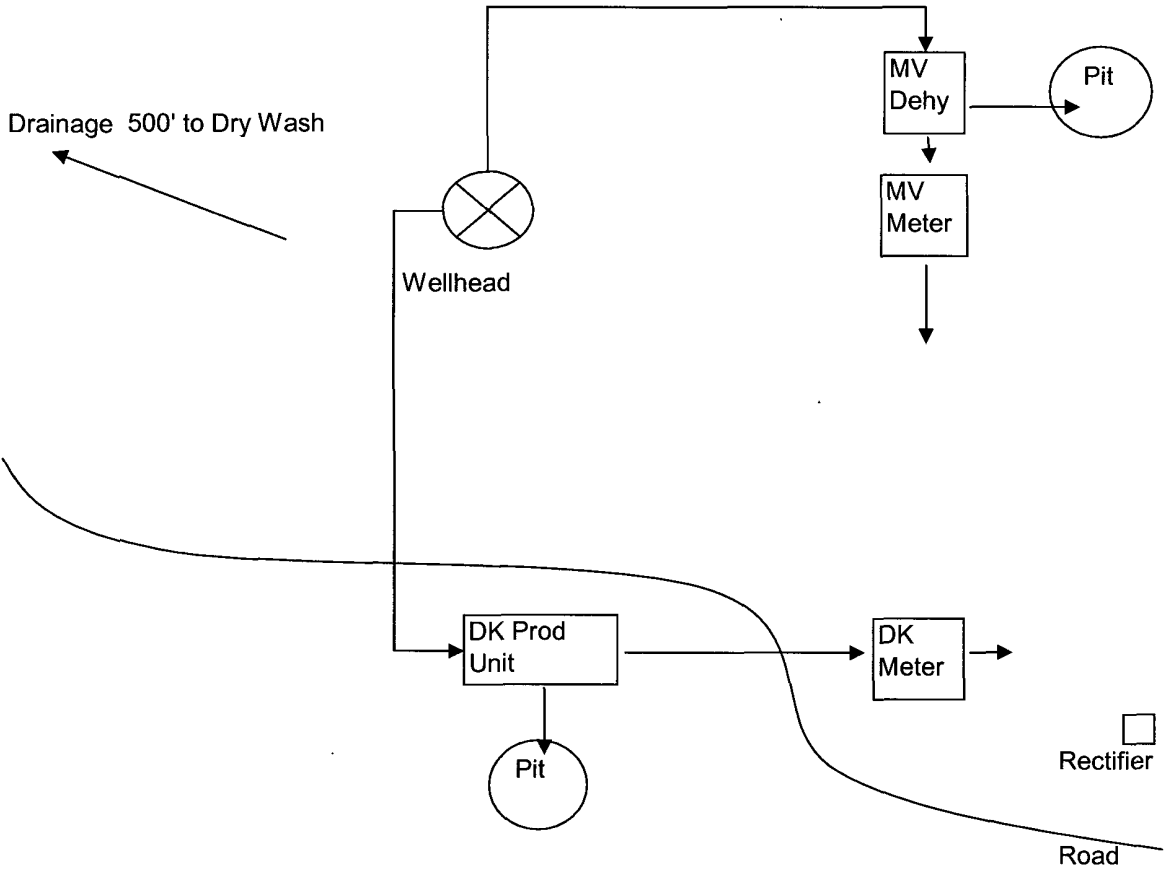 MV
Dehy
Pit
Drainage 500' to Dry Wash
MV
Meter
Wellhead
DK Prod
Unit
DK
Meter
Rectifier
Pit
Road